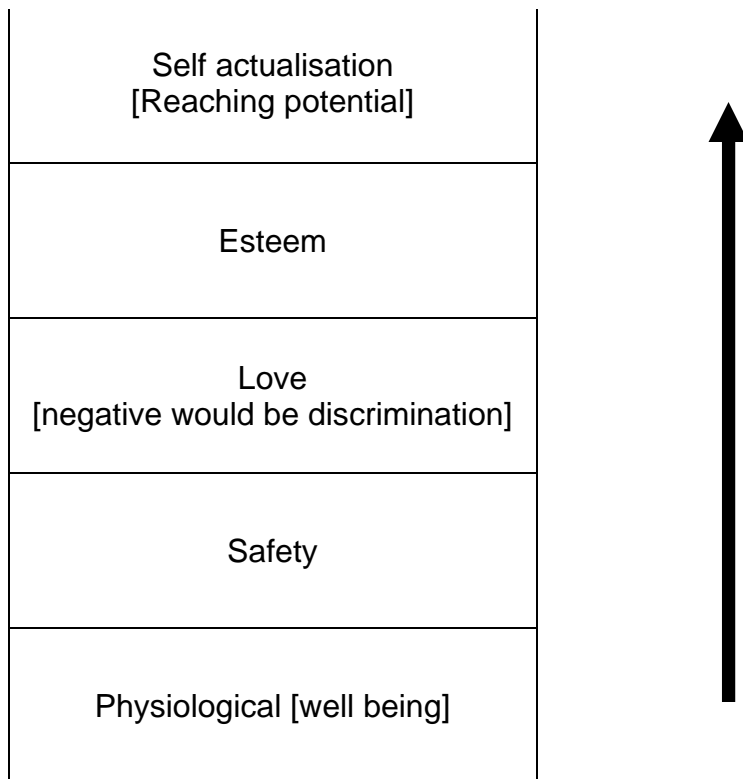 Self actualisation
[Reaching potential]
Esteem
Love
[negative would be discrimination]
Safety
Physiological [well being]